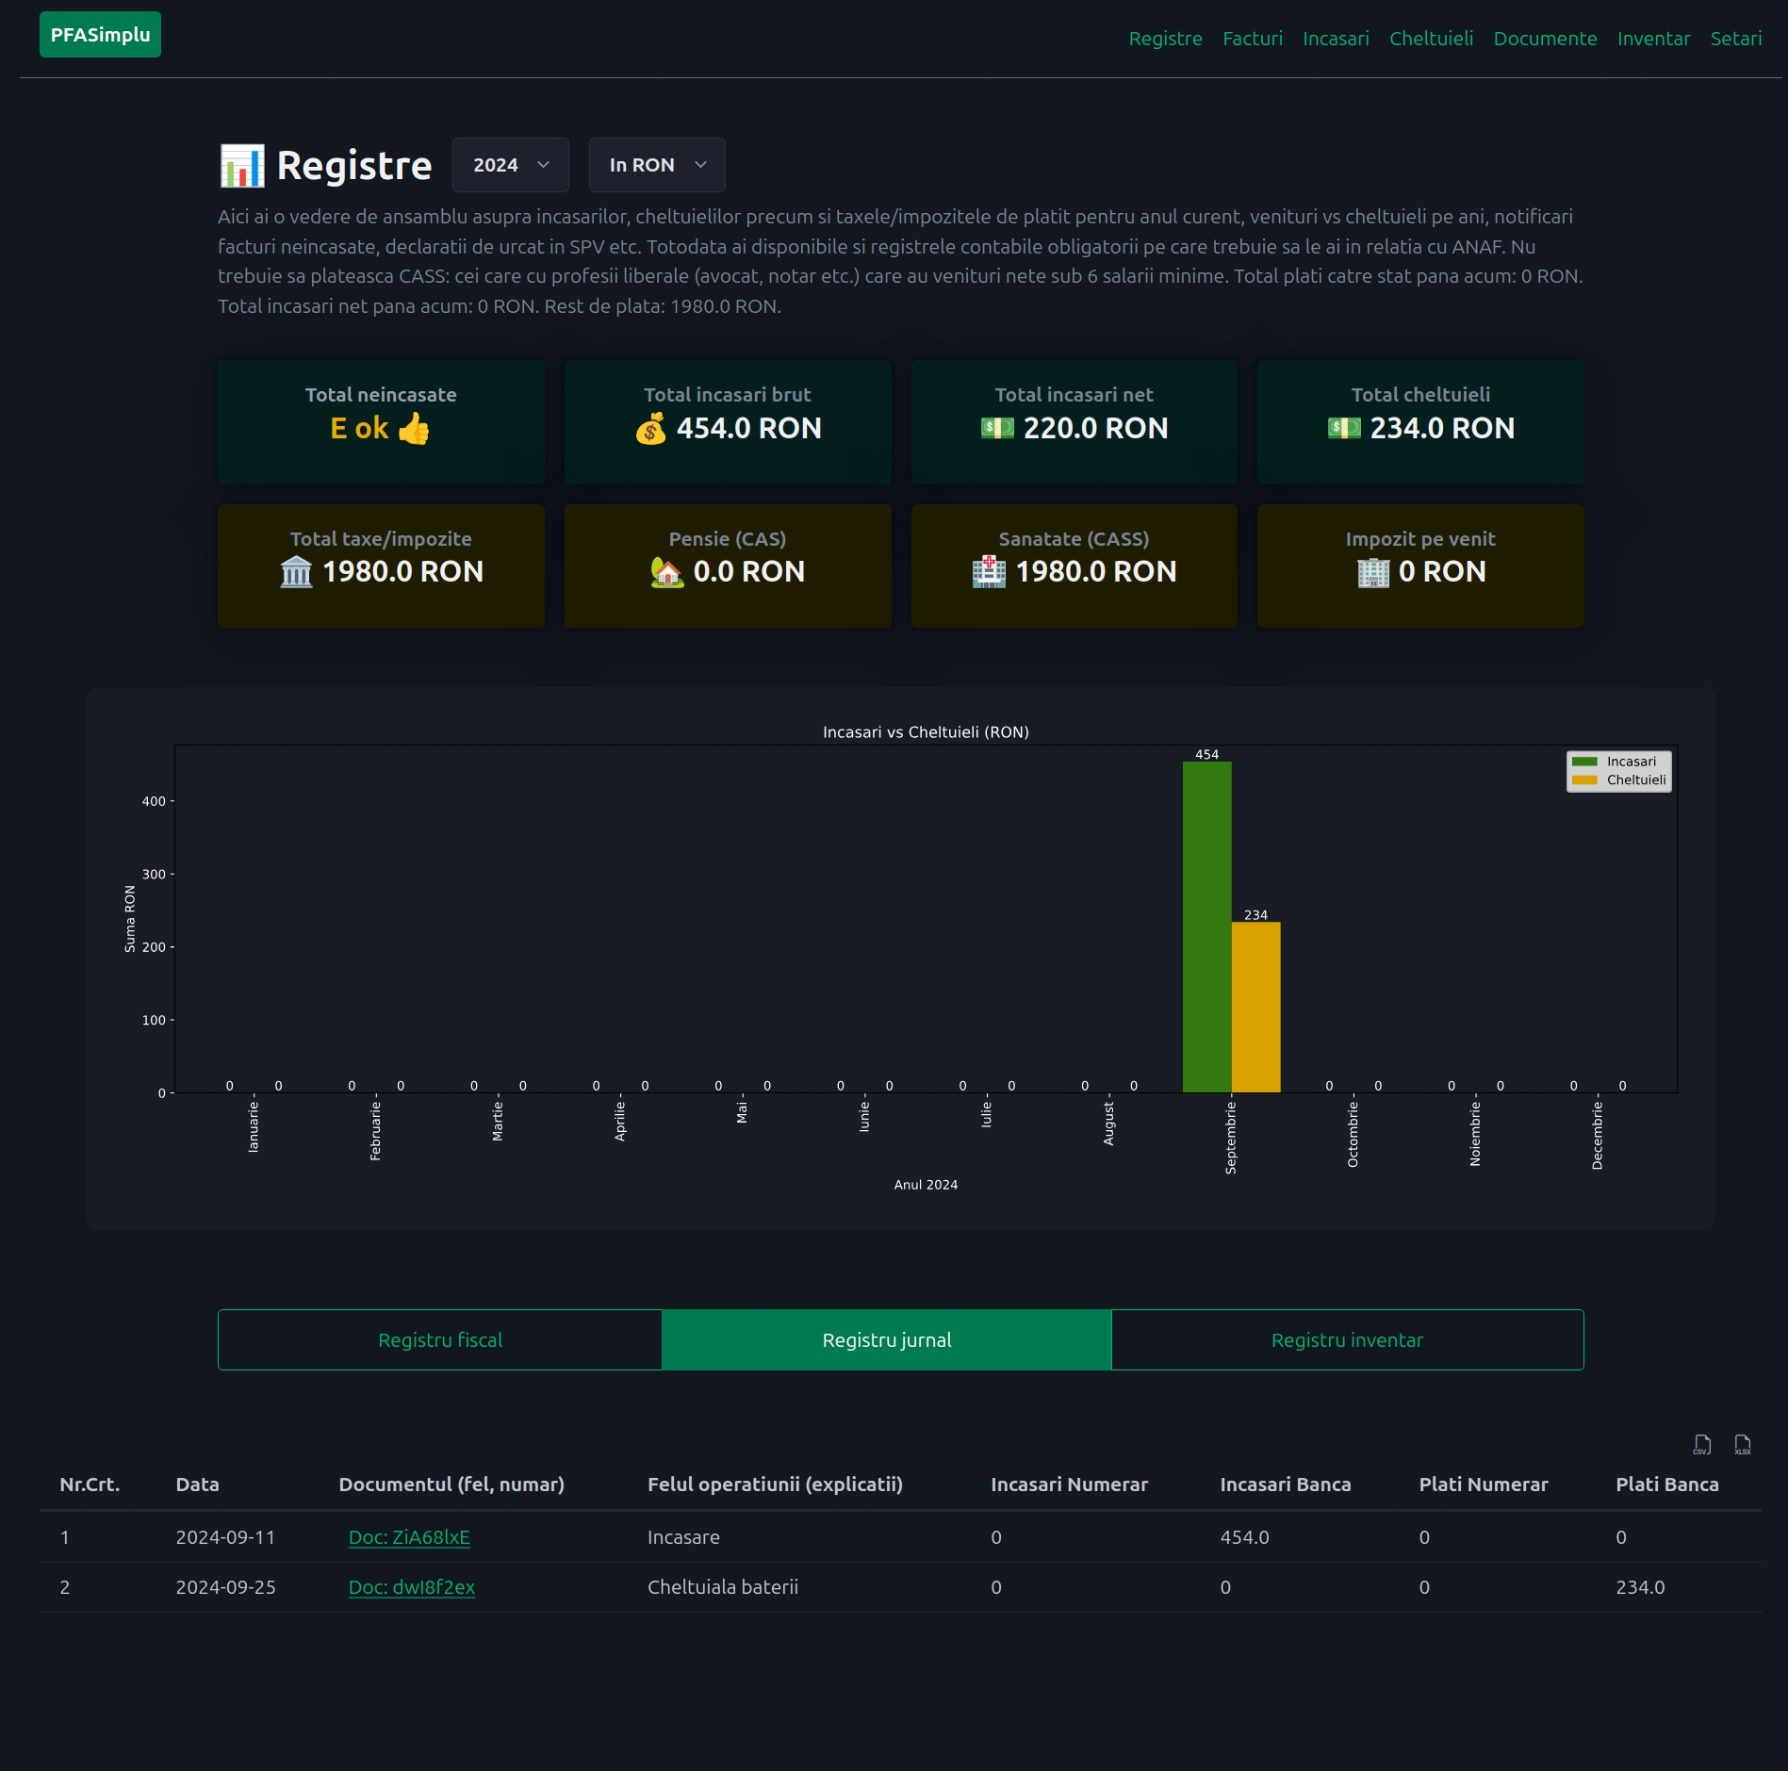 PFASimplu
Registre Facturi Incasari Cheltuieli Documente Inventar Setari
Registre 2024 In RON
Aici ai o vedere de ansamblu asupra incasarilor, cheltuielilor precum si taxele/impozitele de platit pentru anul curent, venituri vs cheltuieli pe ani, notificari
facturi neincasate, declaratii de urcat in SPV etc. Totodata ai disponibile si registrele contabile obligatorii pe care trebuie sa le ai in relatia cu ANAF. Nu
trebuie sa plateasca CASS: cei care cu profesii liberale (avocat, notar etc.) care au venituri nete sub 6 salarii minime. Total plati catre stat pana acum: 0 RON.
Total incasari net pana acum: 0 RON. Rest de plata: 1980.0 RON.
Total neincasate
E ok 👍
Total incasari brut
💰 454.0 RON
Total incasari net
💵 220.0 RON
Total cheltuieli
💵 234.0 RON
Total taxe/impozite
🏛️ 1980.0 RON
Pensie (CAS)
🏡 0.0 RON
Sanatate (CASS)
🏥 1980.0 RON
Impozit pe venit
🏢 0 RON
Incasari vs Cheltuieli (RON)
454
Incasari
Cheltuieli
400
300
234
Suma RON
200
100
0
0 0 0 0 0 0 0 0 0 0 0 0 0 0 0 0 0 0 0 0 0 0
Ianuarie Februarie Martie Aprilie Mai Iunie Iulie August Septembrie Octombrie Noiembrie Decembrie
Anul 2024
Registru fiscal Registru jurnal Registru inventar
CSV XLSX
Nr.Crt. Data Documentul (fel, numar) Felul operatiunii (explicatii) Incasari Numerar Incasari Banca Plati Numerar Plati Banca
1 2024-09-11 Doc: ZiA68lxE Incasare 0 454.0 0 0
2 2024-09-25 Doc: dwI8f2ex Cheltuiala baterii 0 0 0 234.0